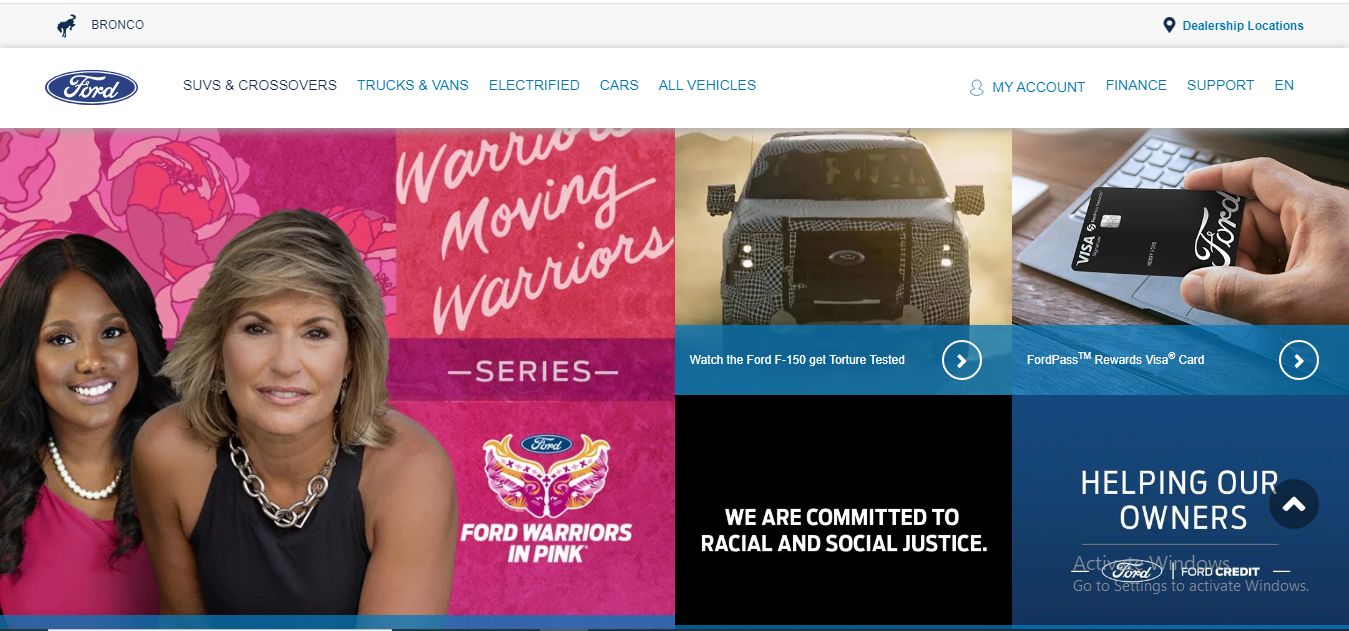 BRONCO
Dealership Locations
Ford
SUVS & CROSSOVERS
TRUCKS & VANS
ELECTRIFIED
CARS
ALL VEHICLES
MY ACCOUNT
FINANCE
SUPPORT
EN
Warriors
Moving
Warriors
—SERIES—
Ford
FORD WARRIORS
IN PINK®
Ford
Watch the Ford F-150 get Torture Tested
VISA
Signature
Ford
FordPass™ Rewards Visa® Card
WE ARE COMMITTED TO
RACIAL AND SOCIAL JUSTICE.
HELPING OUR
OWNERS
Ford | FORD CREDIT
Activate Windows
Go to Settings to activate Windows.